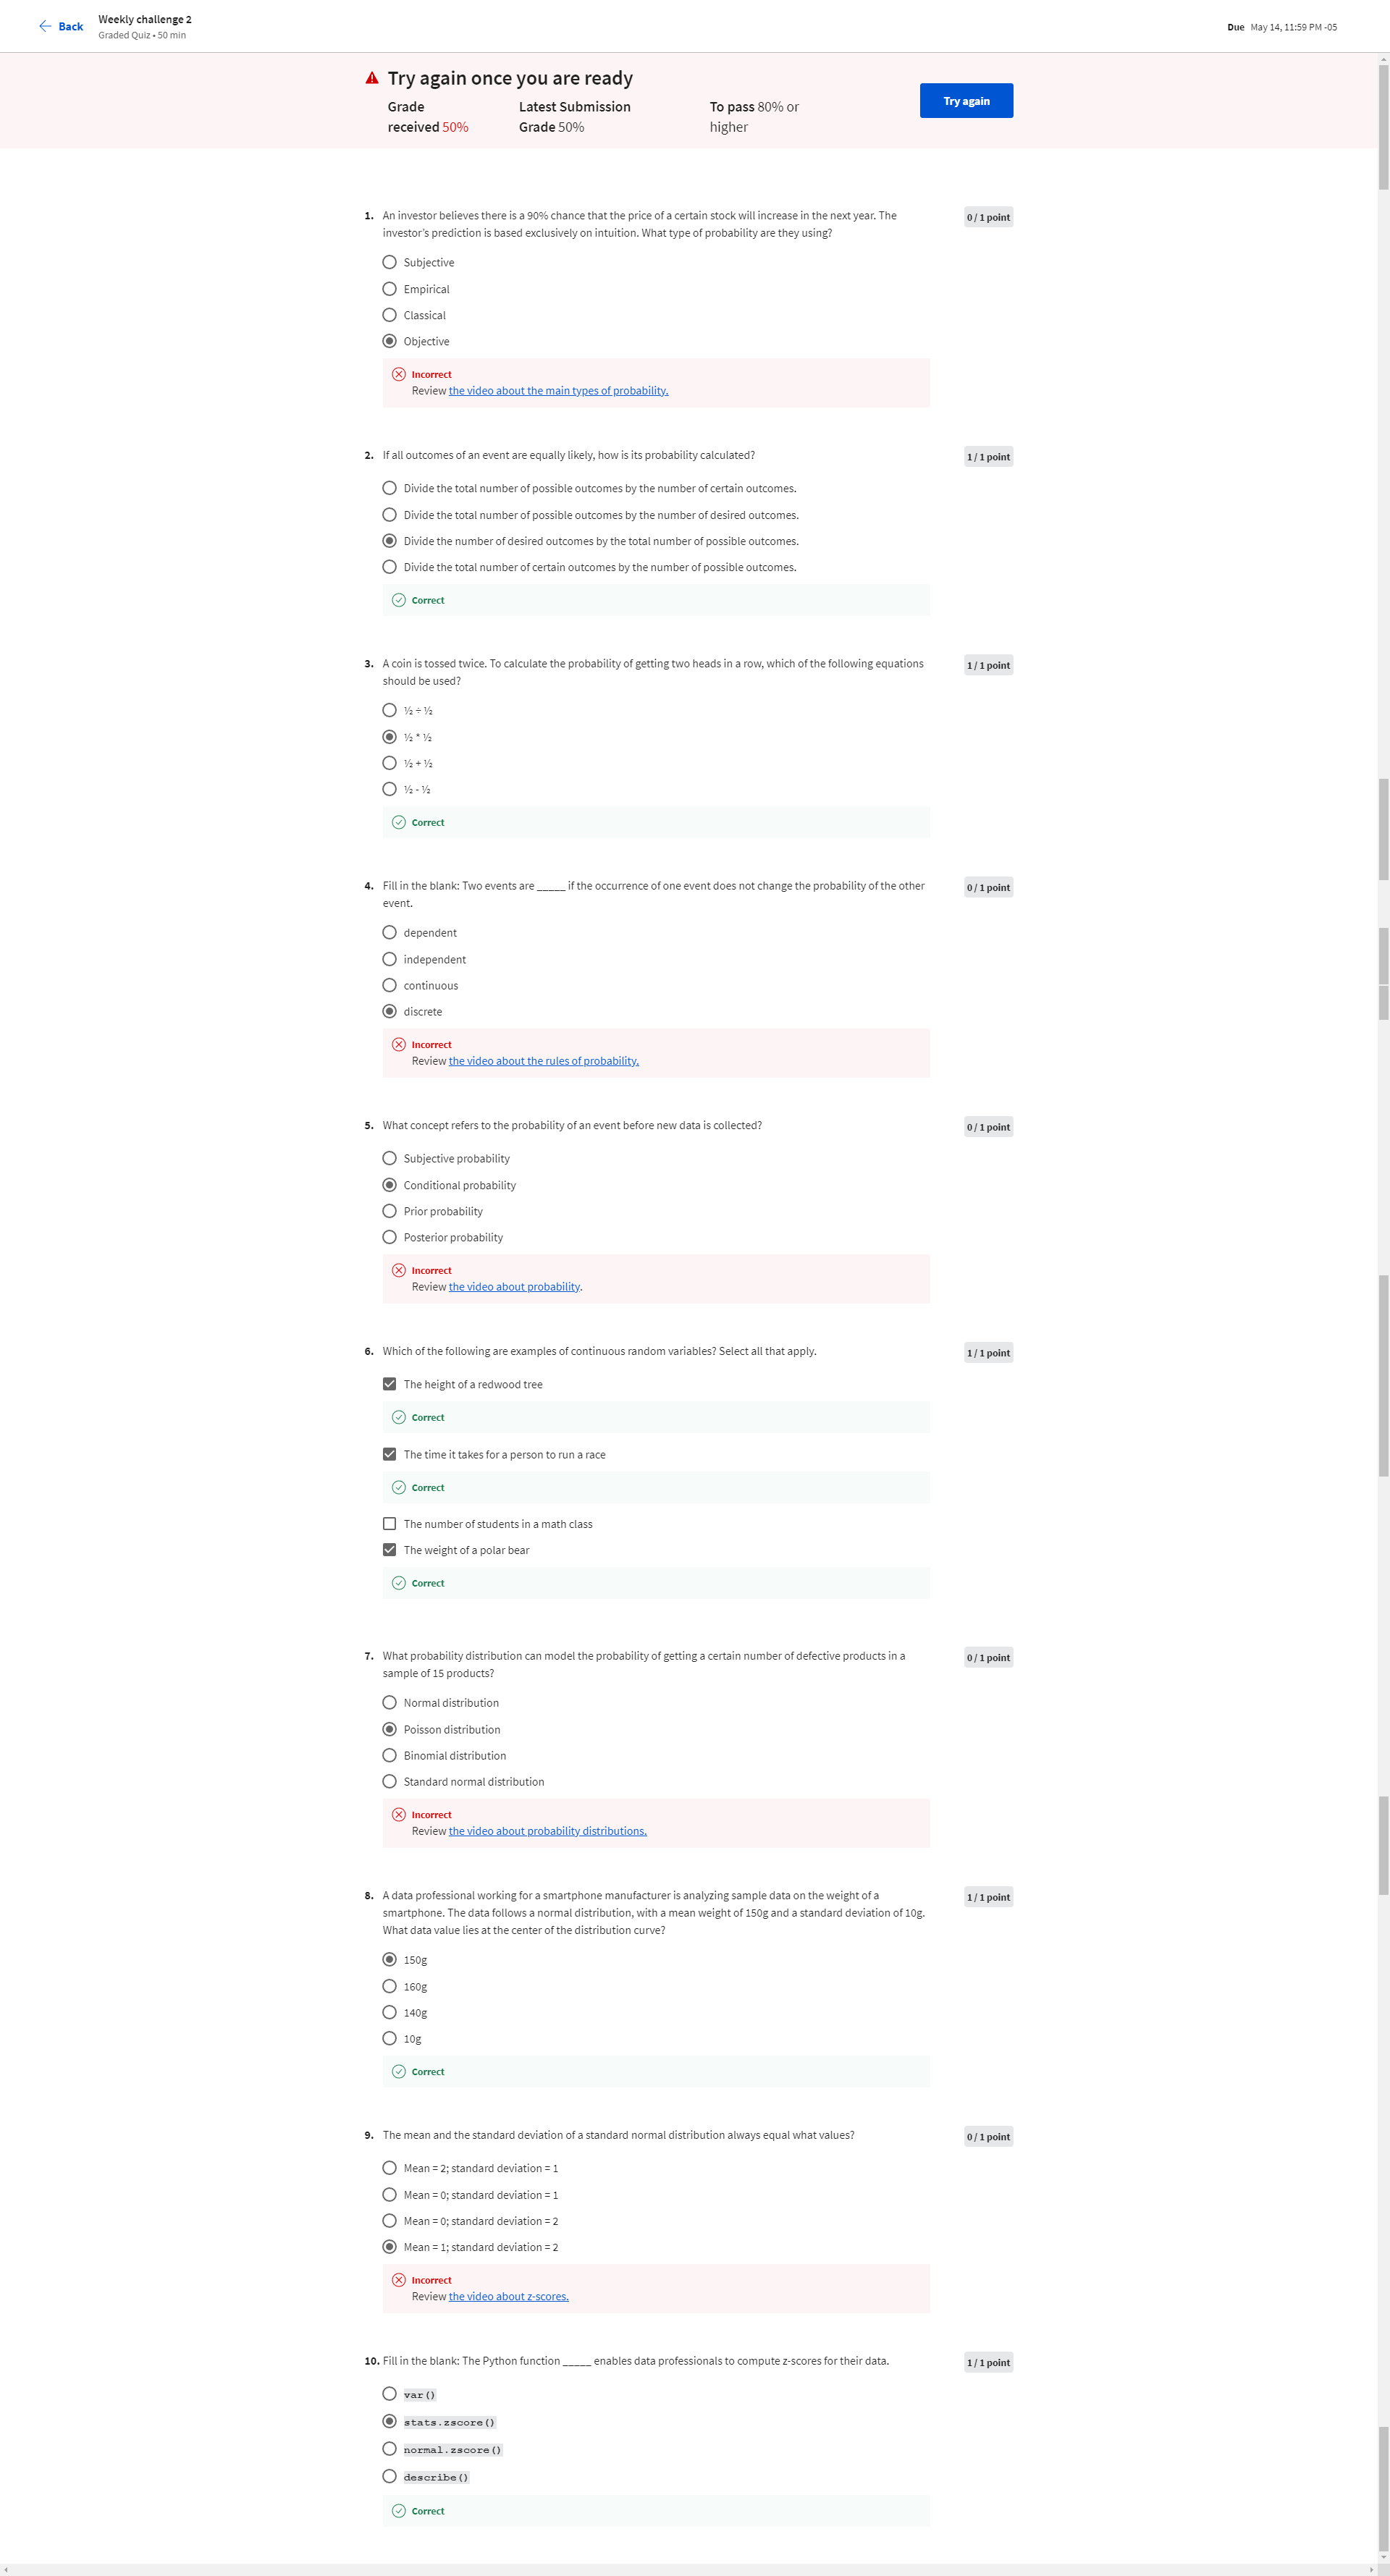 Back
Weekly challenge 2
Graded Quiz • 50 min
Due May 14, 11:59 PM -05
Try again once you are ready
Grade
received 50%
Latest Submission
Grade 50%
To pass 80% or
higher
Try again
1. An investor believes there is a 90% chance that the price of a certain stock will increase in the next year. The
investor’s prediction is based exclusively on intuition. What type of probability are they using?
0 / 1 point
Subjective
Empirical
Classical
Objective
Incorrect
Review the video about the main types of probability.
2. If all outcomes of an event are equally likely, how is its probability calculated?
1 / 1 point
Divide the total number of possible outcomes by the number of certain outcomes.
Divide the total number of possible outcomes by the number of desired outcomes.
Divide the number of desired outcomes by the total number of possible outcomes.
Divide the total number of certain outcomes by the number of possible outcomes.
Correct
3. A coin is tossed twice. To calculate the probability of getting two heads in a row, which of the following equations
should be used?
1 / 1 point
½ ÷ ½
½ * ½
½ + ½
½ - ½
Correct
4. Fill in the blank: Two events are _____ if the occurrence of one event does not change the probability of the other
event.
0 / 1 point
dependent
independent
continuous
discrete
Incorrect
Review the video about the rules of probability.
5. What concept refers to the probability of an event before new data is collected?
0 / 1 point
Subjective probability
Conditional probability
Prior probability
Posterior probability
Incorrect
Review the video about probability.
6. Which of the following are examples of continuous random variables? Select all that apply.
1 / 1 point
The height of a redwood tree
Correct
The time it takes for a person to run a race
Correct
The number of students in a math class
The weight of a polar bear
Correct
7. What probability distribution can model the probability of getting a certain number of defective products in a
sample of 15 products?
0 / 1 point
Normal distribution
Poisson distribution
Binomial distribution
Standard normal distribution
Incorrect
Review the video about probability distributions.
8. A data professional working for a smartphone manufacturer is analyzing sample data on the weight of a
smartphone. The data follows a normal distribution, with a mean weight of 150g and a standard deviation of 10g.
What data value lies at the center of the distribution curve?
1 / 1 point
150g
160g
140g
10g
Correct
9. The mean and the standard deviation of a standard normal distribution always equal what values?
0 / 1 point
Mean = 2; standard deviation = 1
Mean = 0; standard deviation = 1
Mean = 0; standard deviation = 2
Mean = 1; standard deviation = 2
Incorrect
Review the video about z-scores.
10. Fill in the blank: The Python function _____ enables data professionals to compute z-scores for their data.
1 / 1 point
var()
stats.zscore()
normal.zscore()
describe()
Correct